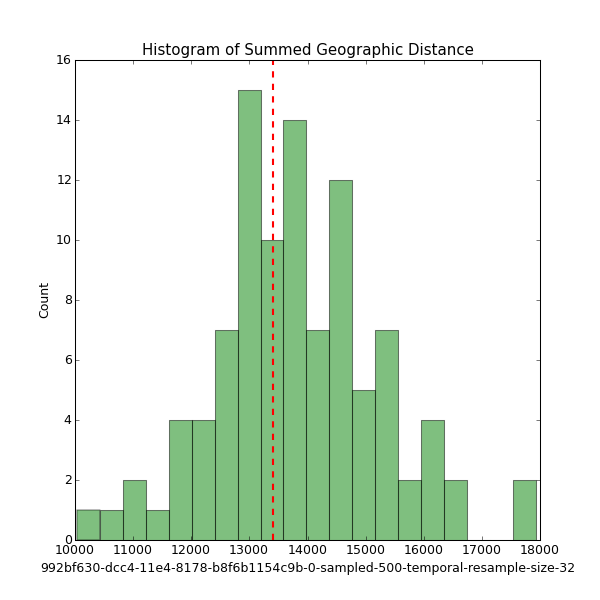 Histogram of Summed Geographic Distance
16
14
12
10
8
6
4
2
0
Count
10000 11000 12000 13000 14000 15000 16000 17000 18000
992bf630-dcc4-11e4-8178-b8f6b1154c9b-0-sampled-500-temporal-resample-size-32